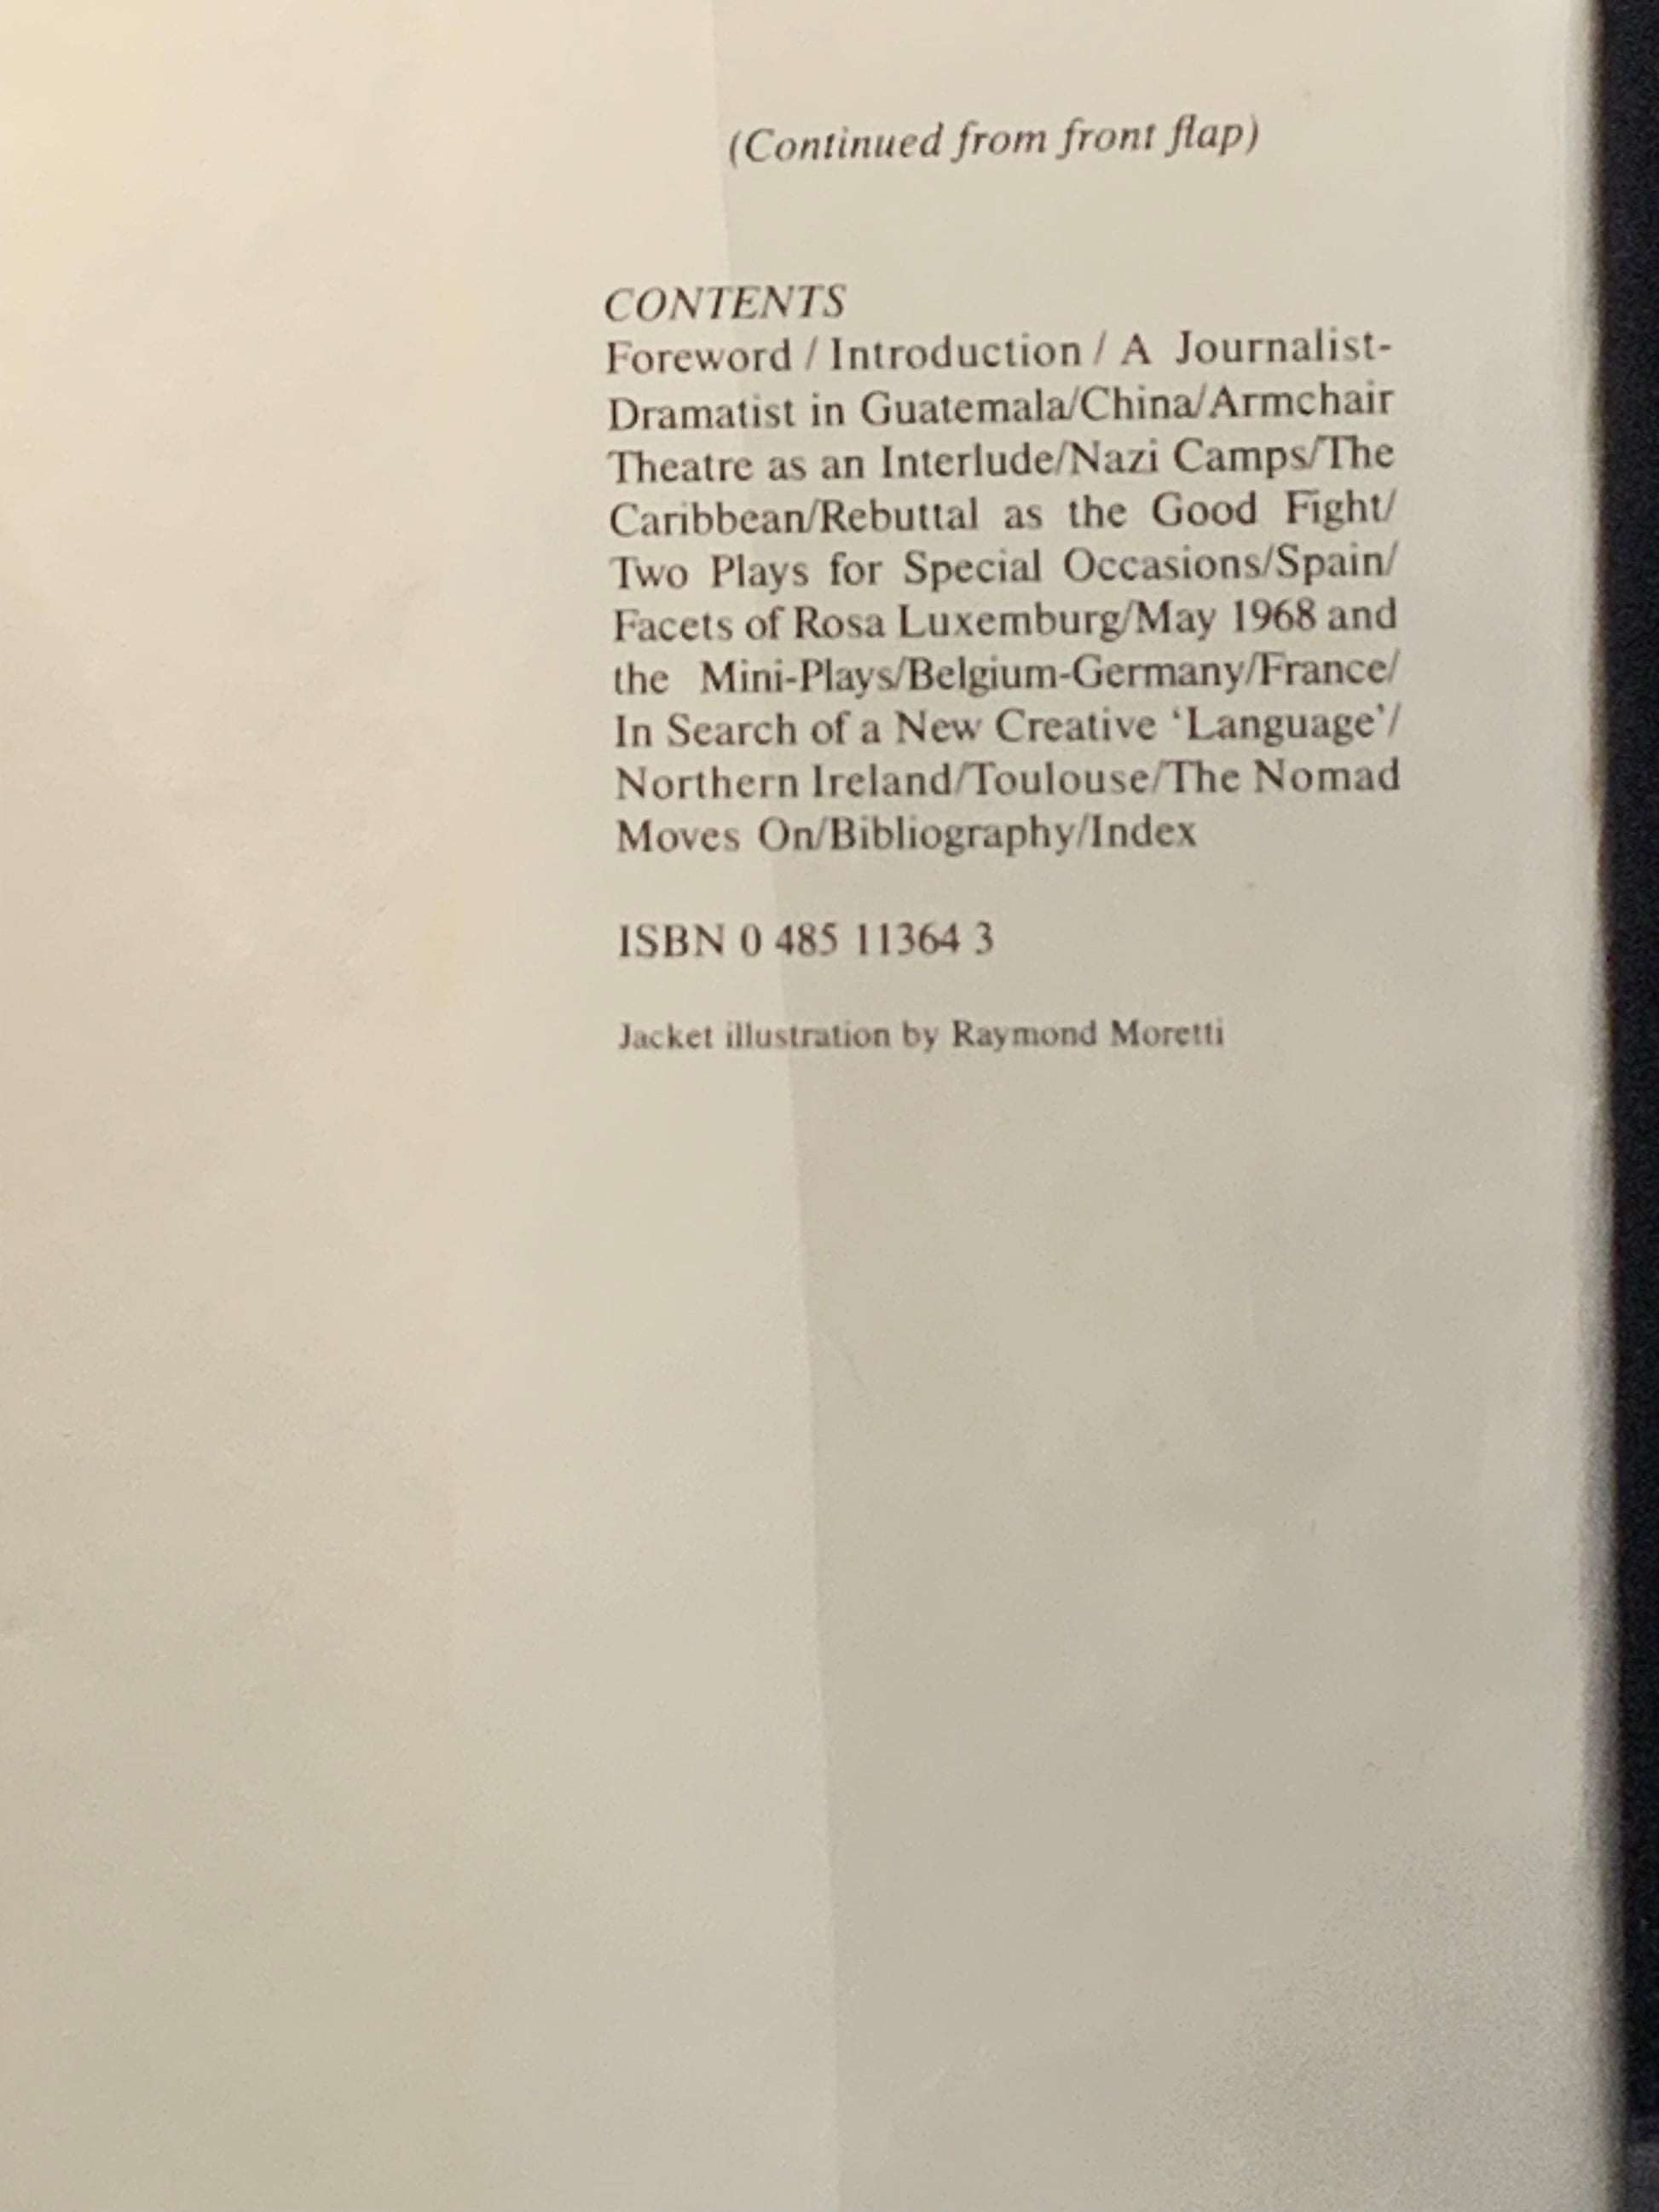 (Continued from front flap)
CONTENTS
Foreword / Introduction / A Journalist-
Dramatist in Guatemala/China/Armchair
Theatre as an Interlude/Nazi Camps/The
Caribbean/Rebuttal as the Good Fight/
Two Plays for Special Occasions/Spain/
Facets of Rosa Luxemburg/May 1968 and
the Mini-Plays/Belgium-Germany/France/
In Search of a New Creative ‘Language’/
Northern Ireland/Toulouse/The Nomad
Moves On/Bibliography/Index
ISBN 0 485 11364 3
Jacket illustration by Raymond Moretti